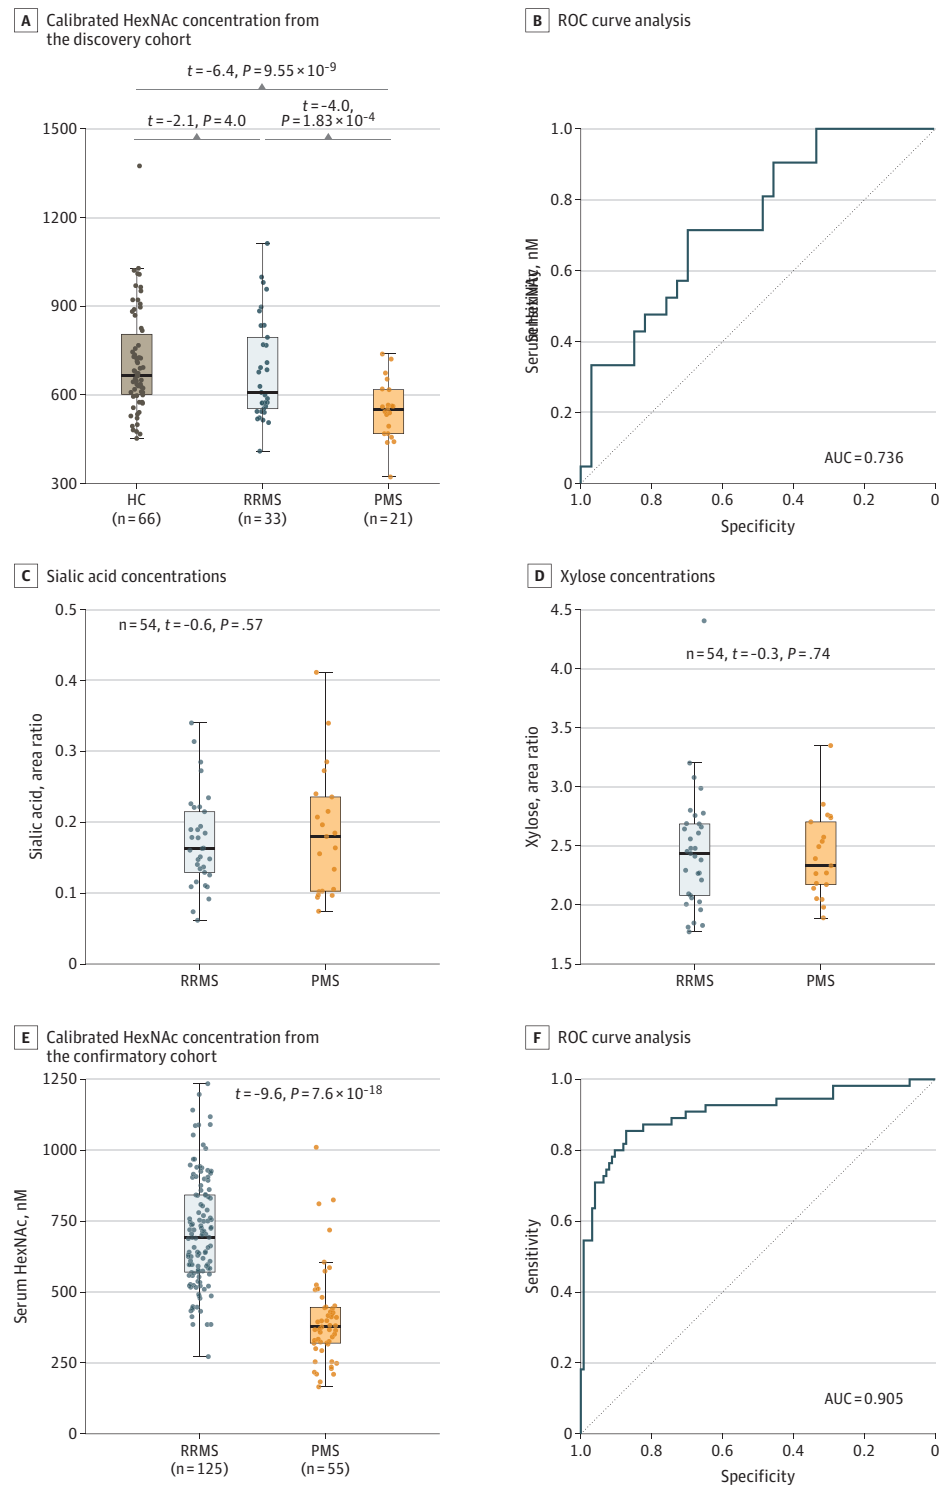 A Calibrated HexNAc concentration from
the discovery cohort
t=-6.4, P=9.55×10-9
t=-2.1, P=4.0
t=-4.0,
P=1.83×10-4
1500
1200
900
600
300
HC
(n=66)
RRMS
(n=33)
PMS
(n=21)
B ROC curve analysis
Serum HexNAc, nM
Sensitivity
1.0
0.8
0.6
0.4
0.2
0
AUC=0.736
1.0 0.8 0.6 0.4 0.2 0
Specificity
C Sialic acid concentrations
Sialic acid, area ratio
0.5
0.4
0.3
0.2
0.1
0
n=54, t=-0.6, P=.57
RRMS PMS
D Xylose concentrations
Xylose, area ratio
4.5
4.0
3.5
3.0
2.5
2.0
1.5
n=54, t=-0.3, P=.74
RRMS PMS
E Calibrated HexNAc concentration from
the confirmatory cohort
Serum HexNAc, nM
1250
1000
750
500
250
0
t=-9.6, P=7.6×10-18
RRMS
(n=125)
PMS
(n=55)
F ROC curve analysis
Sensitivity
1.0
0.8
0.6
0.4
0.2
0
AUC=0.905
1.0 0.8 0.6 0.4 0.2 0
Specificity